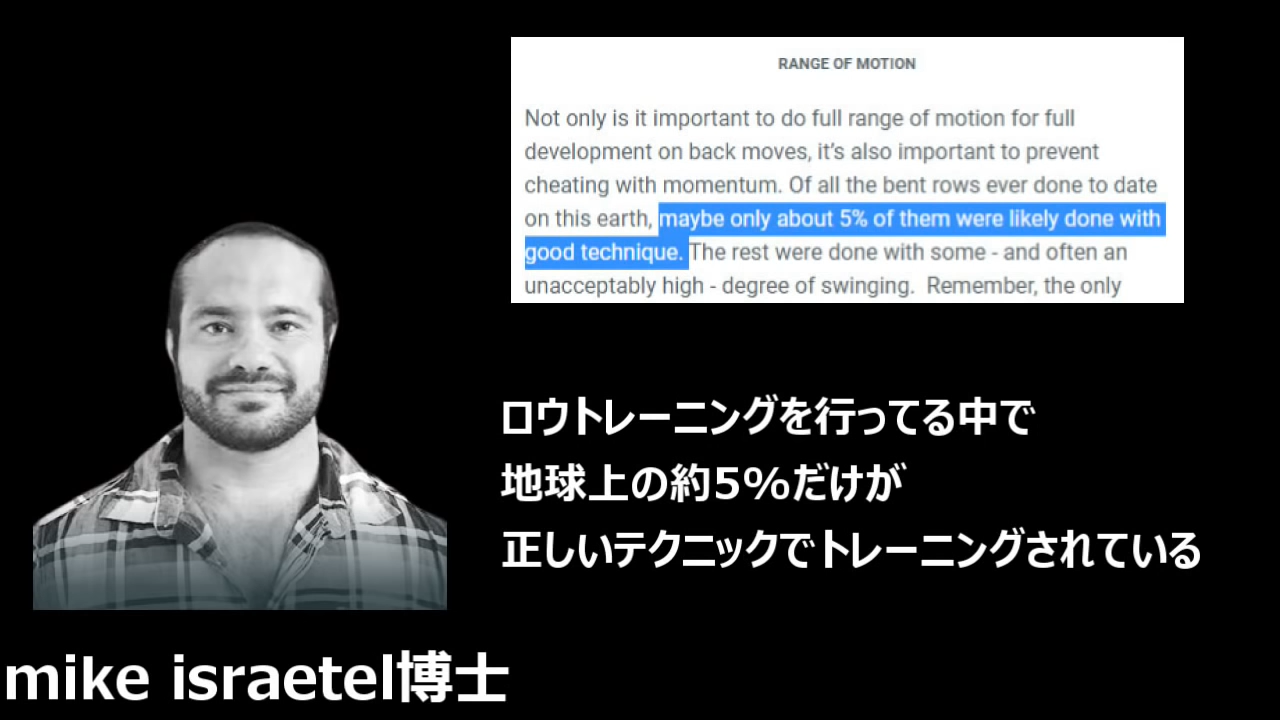 RANGE OF MOTION
Not only is it important to do full range of motion for full
development on back moves, it's also important to prevent
cheating with momentum. Of all the bent rows ever done to date
on this earth, maybe only about 5% of them were likely done with
good technique. The rest were done with some - and often an
unacceptably high - degree of swinging. Remember, the only
ロウトレーニングを行ってる中で
地球上の約5%だけが
正しいテクニックでトレーニングされている
mike israetel博士